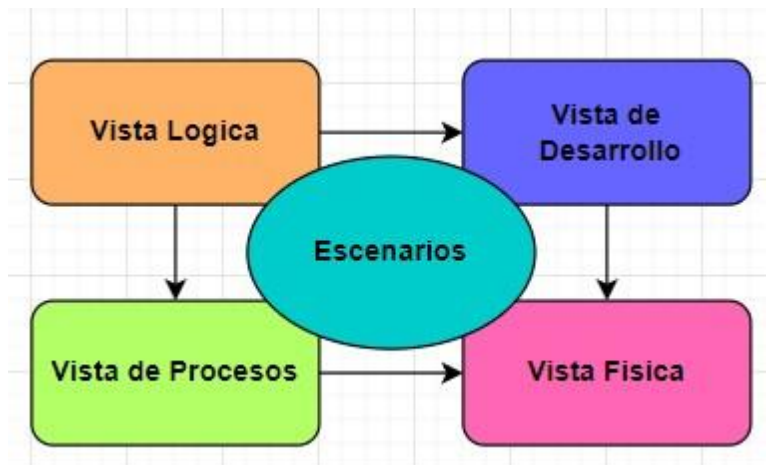 Vista Logica
Vista de
Desarrollo
Escenarios
Vista de Procesos
Vista Fisica